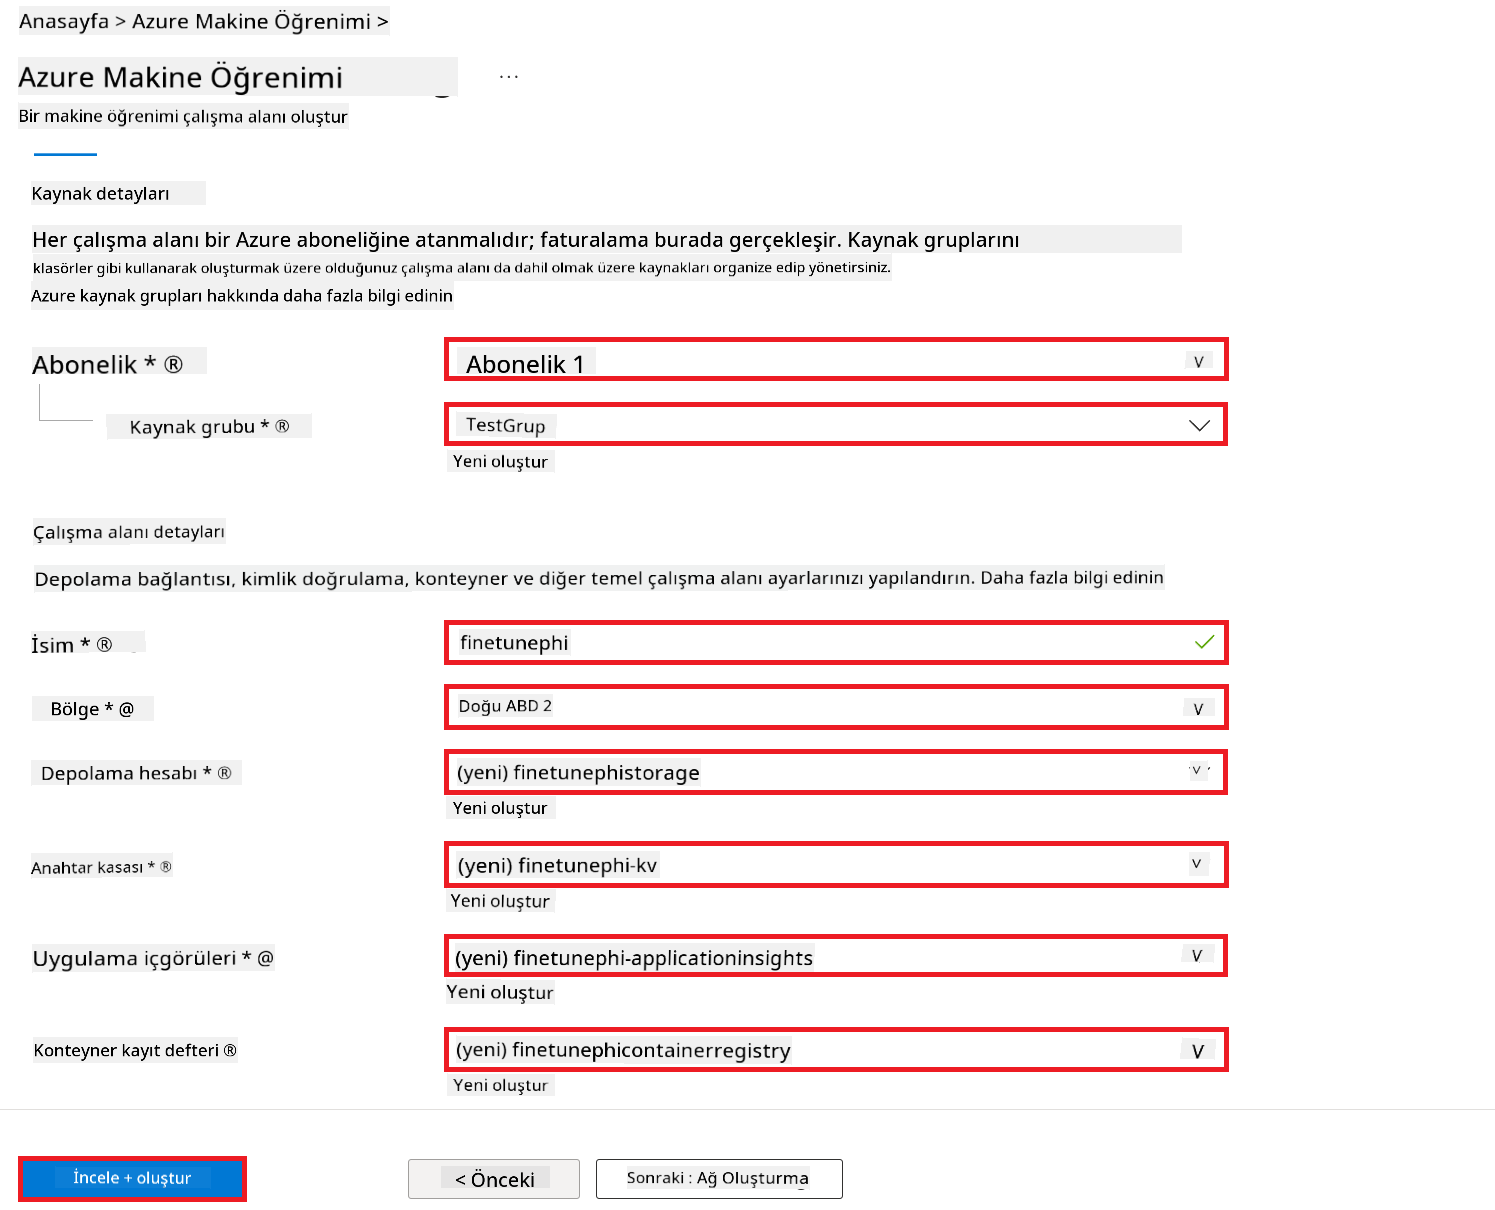 Anasayfa > Azure Makine Öğrenimi >
Azure Makine Öğrenimi ...
Bir makine öğrenimi çalışma alanı oluştur
Kaynak detayları
Her çalışma alanı bir Azure aboneliğine atanmalıdır; faturalama burada gerçekleşir. Kaynak gruplarını
klasörler gibi kullanarak oluşturmak üzere olduğunuz çalışma alanı da dahil olmak üzere kaynakları organize edip yönetirsiniz.
Azure kaynak grupları hakkında daha fazla bilgi edinin
Abonelik * ® Abonelik 1 V
Kaynak grubu * ® TestGrup
Yeni oluştur
Çalışma alanı detayları
Depolama bağlantısı, kimlik doğrulama, konteyner ve diğer temel çalışma alanı ayarlarınızı yapılandırın. Daha fazla bilgi edinin
İsim * ® finetunephi
Bölge * @ Doğu ABD 2 V
Depolama hesabı * ® (yeni) finetunephistorage V
Yeni oluştur
Anahtar kasası * ® (yeni) finetunephi-kv V
Yeni oluştur
Uygulama içgörüleri * @ (yeni) finetunephi-applicationinsights V
Yeni oluştur
Konteyner kayıt defteri ® (yeni) finetunephicontainerregistry V
Yeni oluştur
İncele + oluştur < Önceki Sonraki : Ağ Oluşturma